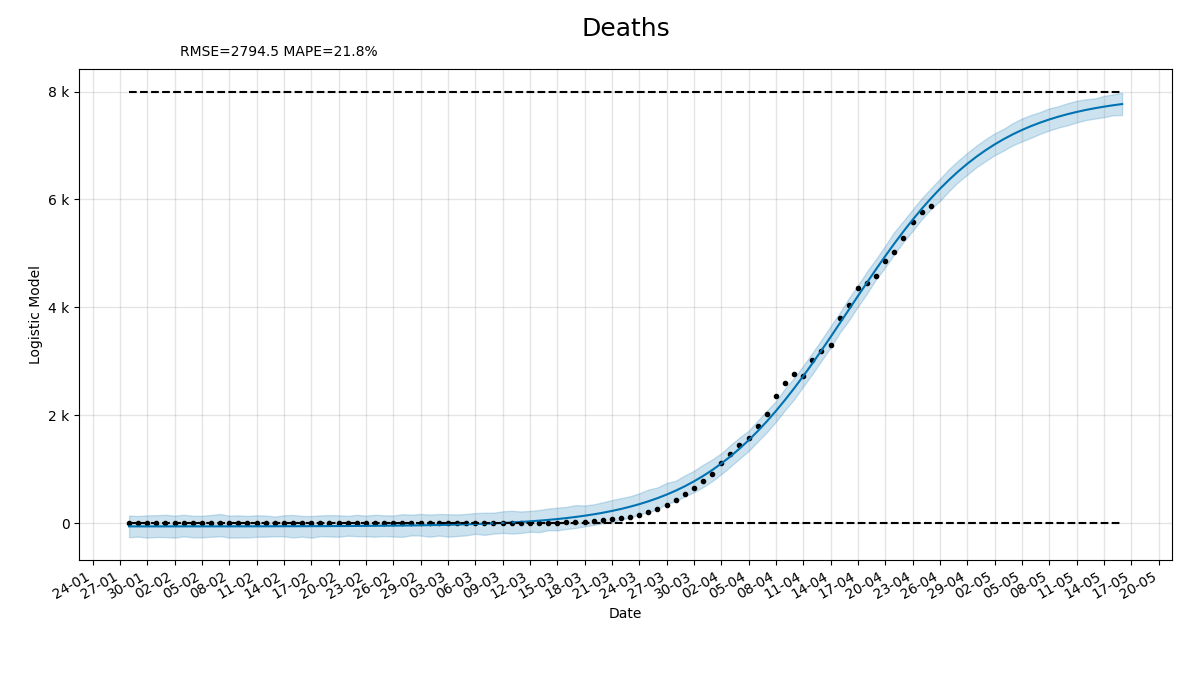 Deaths
RMSE=2794.5 MAPE=21.8%
8 k
6 k
4 k
2 k
0
Logistic Model
24-01 27-01 30-01 02-02 05-02 08-02 11-02 14-02 17-02 20-02 23-02 26-02 29-02 03-03 06-03 09-03 12-03 15-03 18-03 21-03 24-03 27-03 30-03 02-04 05-04 08-04 11-04 14-04 17-04 20-04 23-04 26-04 29-04 02-05 05-05 08-05 11-05 14-05 17-05 20-05
Date